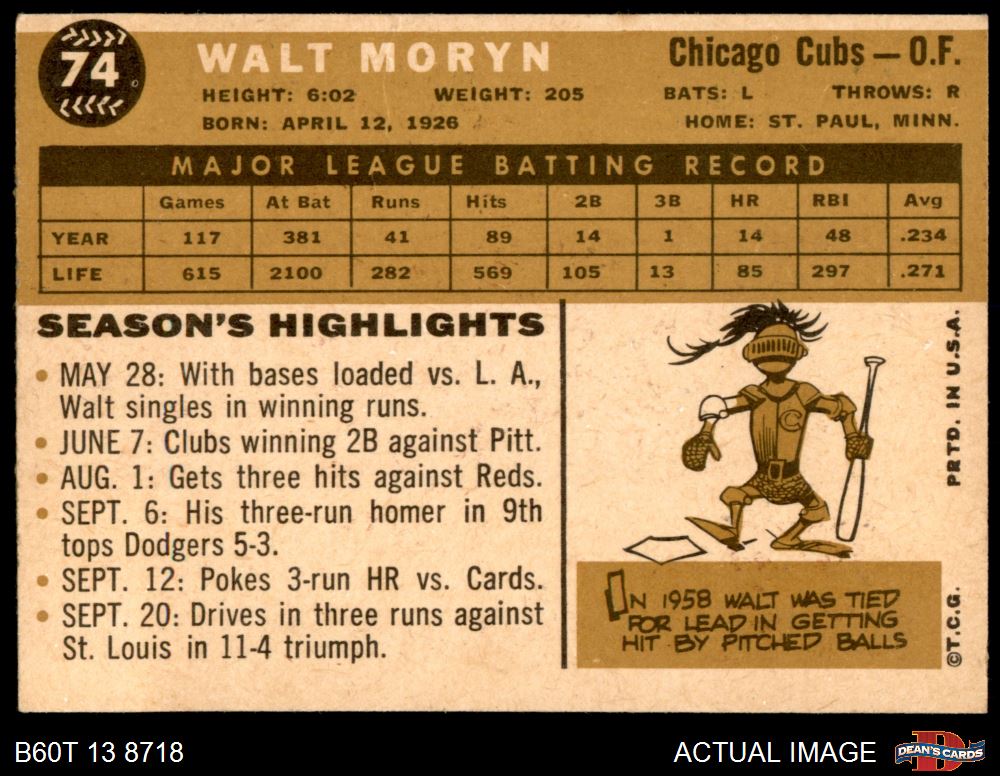 74
WALT MORYN
Chicago Cubs — O.F.
HEIGHT: 6:02 WEIGHT: 205 BATS: L THROWS: R
BORN: APRIL 12, 1926 HOME: ST. PAUL, MINN.
MAJOR LEAGUE BATTING RECORD
Games At Bat Runs Hits 2B 3B HR RBI Avg
YEAR 117 381 41 89 14 1 14 48 .234
LIFE 615 2100 282 569 105 13 85 297 .271
SEASON'S HIGHLIGHTS
• MAY 28: With bases loaded vs. L. A.,
Walt singles in winning runs.
• JUNE 7: Clubs winning 2B against Pitt.
• AUG. 1: Gets three hits against Reds.
• SEPT. 6: His three-run homer in 9th
tops Dodgers 5-3.
• SEPT. 12: Pokes 3-run HR vs. Cards.
• SEPT. 20: Drives in three runs against
St. Louis in 11-4 triumph.
C
IN 1958 WALT WAS TIED
FOR LEAD IN GETTING
HIT BY PITCHED BALLS
PRTD. IN U.S.A.
©T.C.G.
B60T 13 8718
ACTUAL IMAGE
D
DEAN'S CARDS